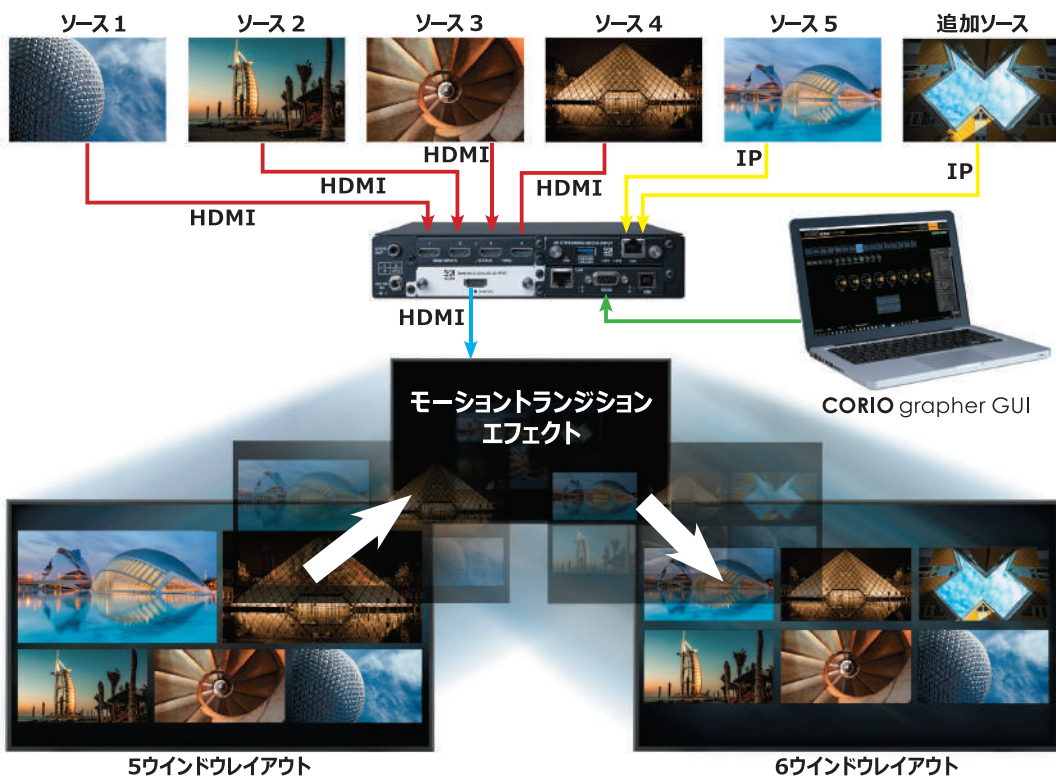 ソース 1
ソース 2
ソース 3
ソース 4
ソース 5
追加ソース
HDMI
HDMI
HDMI
HDMI
IP
IP
HDMI
CORIO grapher GUI
モーショントランジション
エフェクト
5ウインドウレイアウト
6ウインドウレイアウト